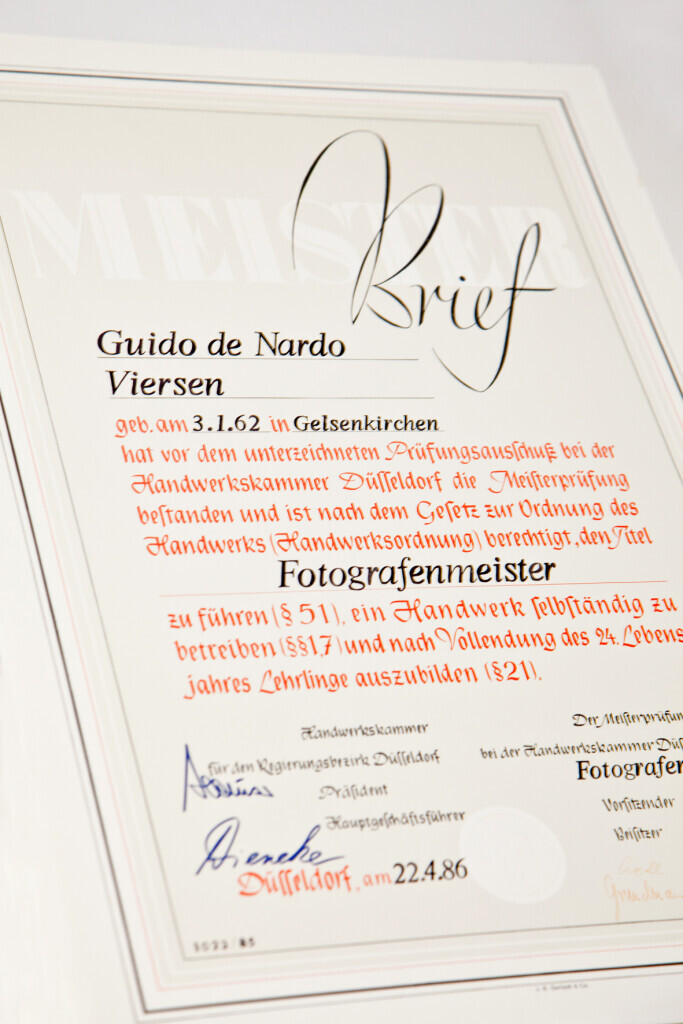 MEISTER
Brief
Guido de Nardo
Viersen
geb. am 3.1.62 in Gelsenkirchen
hat vor dem unterzeichneten Prüfungsausſchuß bei der
Handwerkskammer Düſſeldorf die Meiſterprüfung
beſtanden und iſt nach dem Geſetz zur Ordnung des
Handwerks (Handwerksordnung) berechtigt, den Titel
Fotografenmeister
zu führen (§ 51), ein Handwerk ſelbſtändig zu
betreiben (§§1,7) und nach Vollendung des 24. Lebens
jahres Lehrlinge auszubilden (§21).
Handwerkskammer
für den Regierungsbezirk Düſſeldorf
Präſident
Hauptgeſchäftsführer
Dieneke
Düſſeldorf, am 22.4.86
Der Meiſterprüfun
bei der Handwerkskammer Düſ
Fotografen
Vorſitzender
Beiſitzer